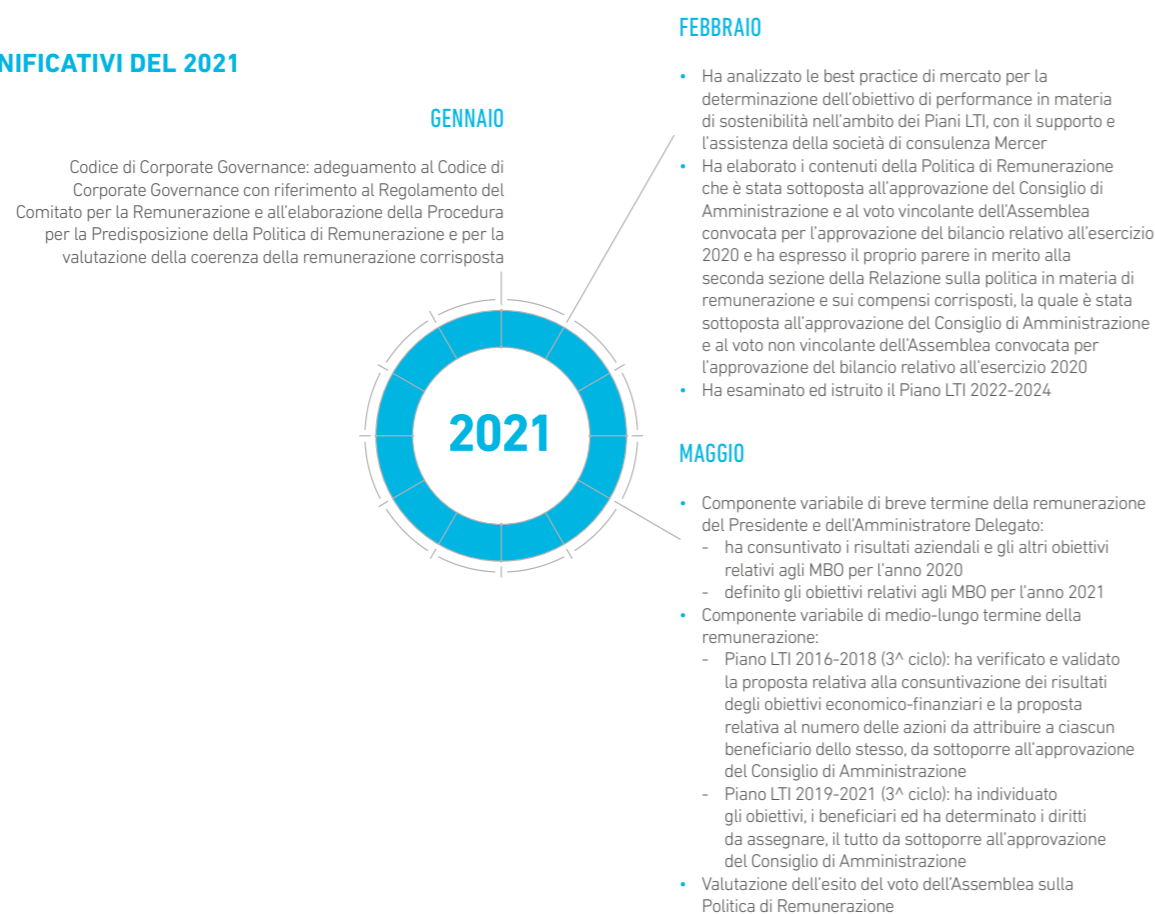 NIFICATIVI DEL 2021
GENNAIO
Codice di Corporate Governance: adeguamento al Codice di
Corporate Governance con riferimento al Regolamento del
Comitato per la Remunerazione e all'elaborazione della Procedura
per la Predisposizione della Politica di Remunerazione e per la
valutazione della coerenza della remunerazione corrisposta
2021
FEBBRAIO
• Ha analizzato le best practice di mercato per la
determinazione dell'obiettivo di performance in materia
di sostenibilità nell'ambito dei Piani LTI, con il supporto e
l'assistenza della società di consulenza Mercer
• Ha elaborato i contenuti della Politica di Remunerazione
che è stata sottoposta all'approvazione del Consiglio di
Amministrazione e al voto vincolante dell'Assemblea
convocata per l'approvazione del bilancio relativo all'esercizio
2020 e ha espresso il proprio parere in merito alla
seconda sezione della Relazione sulla politica in materia di
remunerazione e sui compensi corrisposti, la quale è stata
sottoposta all'approvazione del Consiglio di Amministrazione
e al voto non vincolante dell'Assemblea convocata per
l'approvazione del bilancio relativo all'esercizio 2020
• Ha esaminato ed istruito il Piano LTI 2022-2024
MAGGIO
• Componente variabile di breve termine della remunerazione
del Presidente e dell'Amministratore Delegato:
- ha consuntivato i risultati aziendali e gli altri obiettivi
relativi agli MBO per l'anno 2020
- definito gli obiettivi relativi agli MBO per l'anno 2021
• Componente variabile di medio-lungo termine della
remunerazione:
- Piano LTI 2016-2018 (3^ ciclo): ha verificato e validato
la proposta relativa alla consuntivazione dei risultati
degli obiettivi economico-finanziari e la proposta
relativa al numero delle azioni da attribuire a ciascun
beneficiario dello stesso, da sottoporre all'approvazione
del Consiglio di Amministrazione
- Piano LTI 2019-2021 (3^ ciclo): ha individuato
gli obiettivi, i beneficiari ed ha determinato i diritti
da assegnare, il tutto da sottoporre all'approvazione
del Consiglio di Amministrazione
• Valutazione dell'esito del voto dell'Assemblea sulla
Politica di Remunerazione